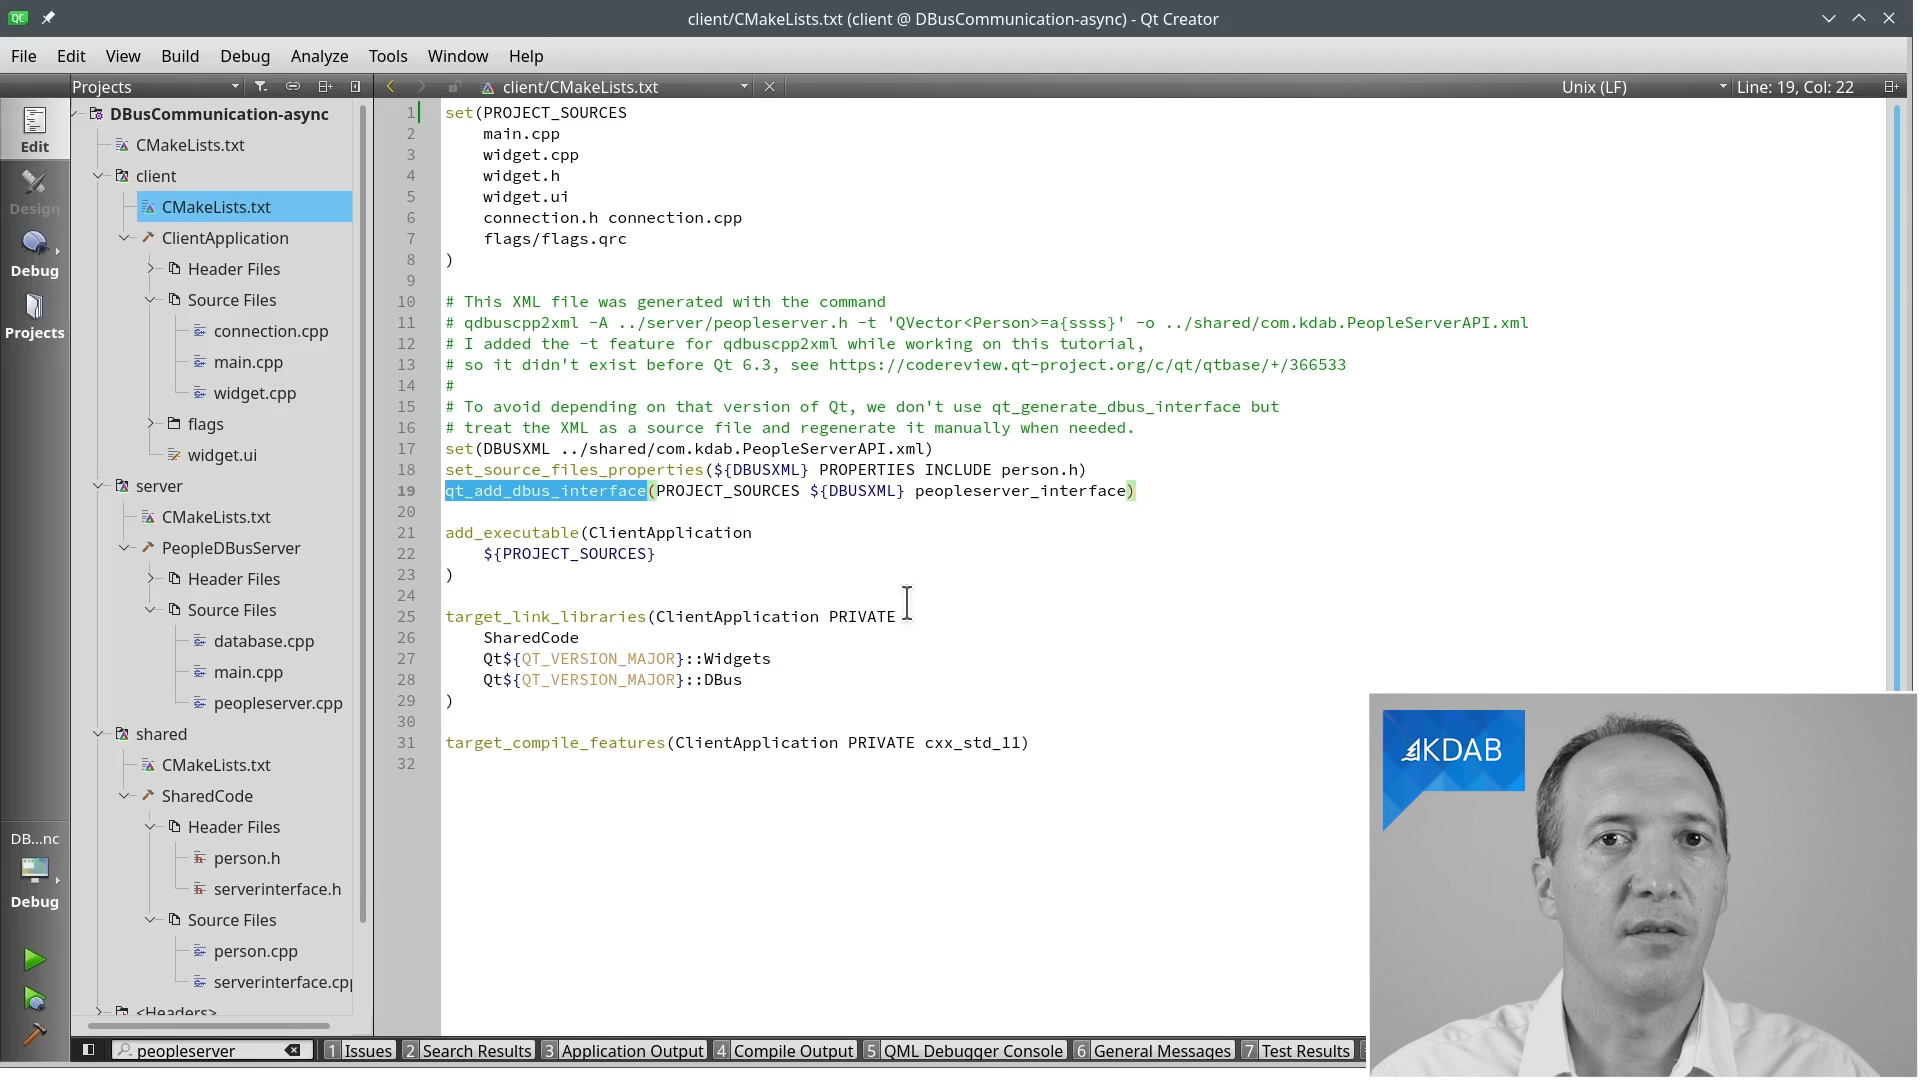 QC
client/CMakeLists.txt (client @ DBusCommunication-async) - Qt Creator
File Edit View Build Debug Analyze Tools Window Help
Projects
client/CMakeLists.txt
Unix (LF)
Line: 19, Col: 22
Edit
Design
Debug
Projects
DB...nc
Debug
DBusCommunication-async
CMakeLists.txt
client
CMakeLists.txt
ClientApplication
Header Files
Source Files
connection.cpp
main.cpp
widget.cpp
flags
widget.ui
server
CMakeLists.txt
PeopleDBusServer
Header Files
Source Files
database.cpp
main.cpp
peopleserver.cpp
shared
CMakeLists.txt
SharedCode
Header Files
person.h
serverinterface.h
Source Files
person.cpp
serverinterface.cpp
<Headers>
1 set(PROJECT_SOURCES
2 main.cpp
3 widget.cpp
4 widget.h
5 widget.ui
6 connection.h connection.cpp
7 flags/flags.qrc
8 )
9
10 # This XML file was generated with the command
11 # qdbuscpp2xml -A ../server/peopleserver.h -t 'QVector<Person>=a{ssss}' -o ../shared/com.kdab.PeopleServerAPI.xml
12 # I added the -t feature for qdbuscpp2xml while working on this tutorial,
13 # so it didn't exist before Qt 6.3, see https://codereview.qt-project.org/c/qt/qtbase/+/366533
14 #
15 # To avoid depending on that version of Qt, we don't use qt_generate_dbus_interface but
16 # treat the XML as a source file and regenerate it manually when needed.
17 set(DBUSXML ../shared/com.kdab.PeopleServerAPI.xml)
18 set_source_files_properties(${DBUSXML} PROPERTIES INCLUDE person.h)
19 qt_add_dbus_interface(PROJECT_SOURCES ${DBUSXML} peopleserver_interface)
20
21 add_executable(ClientApplication
22 ${PROJECT_SOURCES}
23 )
24
25 target_link_libraries(ClientApplication PRIVATE
26 SharedCode
27 Qt${QT_VERSION_MAJOR}::Widgets
28 Qt${QT_VERSION_MAJOR}::DBus
29 )
30
31 target_compile_features(ClientApplication PRIVATE cxx_std_11)
32
KDAB
peopleserver
1 Issues 2 Search Results 3 Application Output 4 Compile Output 5 QML Debugger Console 6 General Messages 7 Test Results